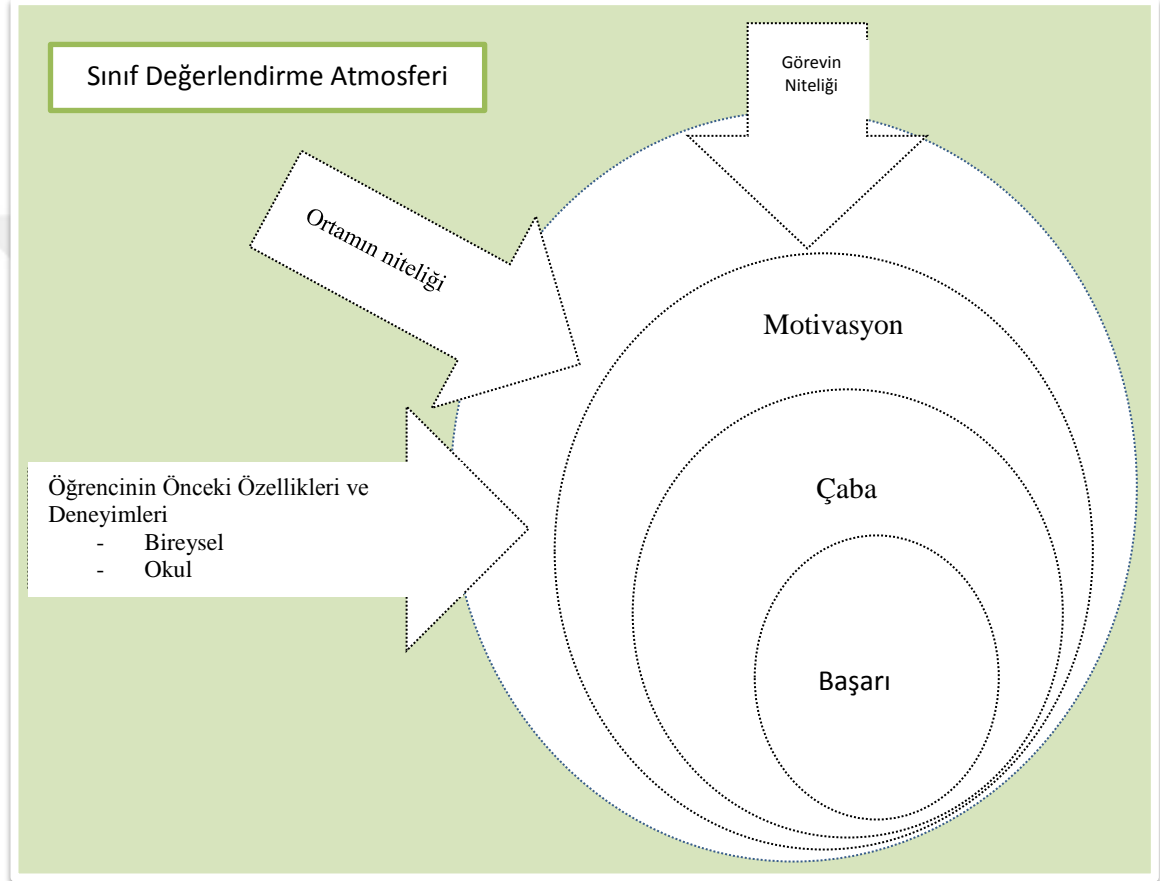 Sınıf Değerlendirme Atmosferi
Görevin
Niteliği
Ortamın niteliği
Motivasyon
Öğrencinin Önceki Özellikleri ve
Deneyimleri
- Bireysel
- Okul
Çaba
Başarı